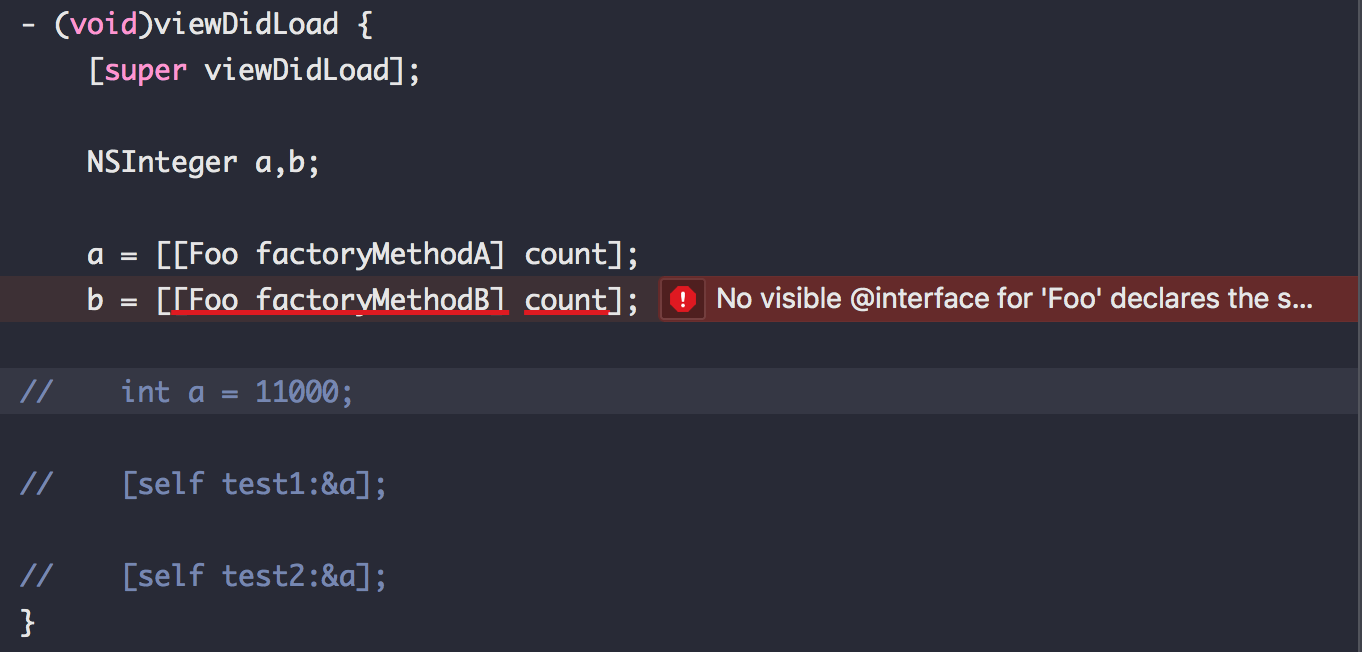 - (void)viewDidLoad {
[super viewDidLoad];
NSInteger a,b;
a = [[Foo factoryMethodA] count];
b = [[Foo factoryMethodB] count]; No visible @interface for 'Foo' declares the s...
// int a = 11000;
// [self test1:&a];
// [self test2:&a];
}